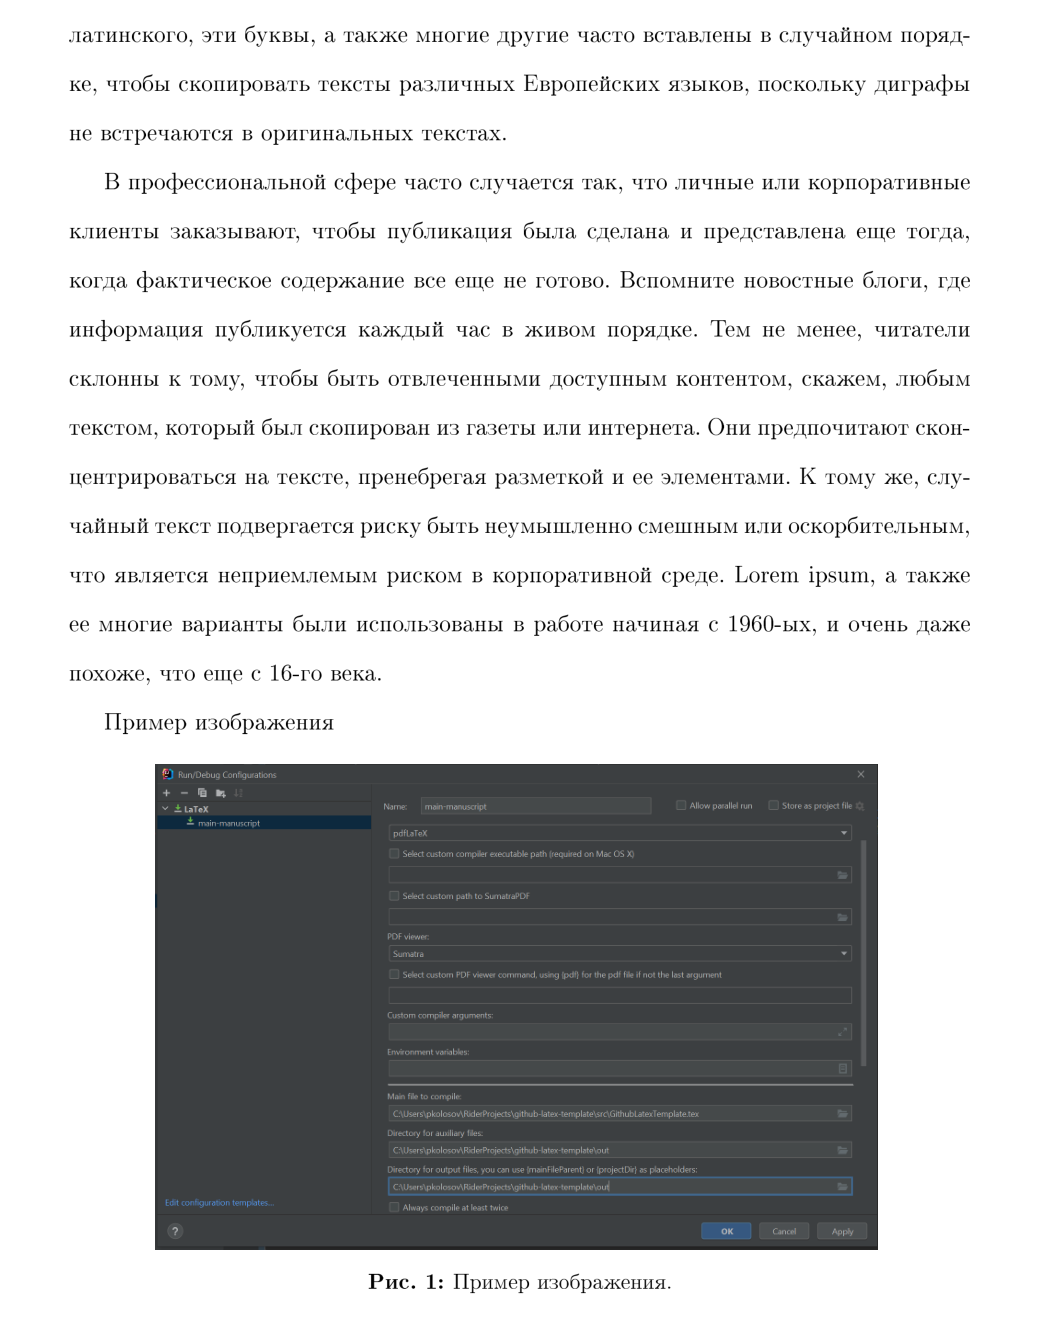 латинского, эти буквы, а также многие другие часто вставлены в случайном поряд-
ке, чтобы скопировать тексты различных Европейских языков, поскольку диграфы
не встречаются в оригинальных текстах.
В профессиональной сфере часто случается так, что личные или корпоративные
клиенты заказывают, чтобы публикация была сделана и представлена еще тогда,
когда фактическое содержание все еще не готово. Вспомните новостные блоги, где
информация публикуется каждый час в живом порядке. Тем не менее, читатели
склонны к тому, чтобы быть отвлеченными доступным контентом, скажем, любым
текстом, который был скопирован из газеты или интернета. Они предпочитают скон-
центрироваться на тексте, пренебрегая разметкой и ее элементами. К тому же, слу-
чайный текст подвергается риску быть неумышленно смешным или оскорбительным,
что является неприемлемым риском в корпоративной среде. Lorem ipsum, а также
ее многие варианты были использованы в работе начиная с 1960-ых, и очень даже
похоже, что еще с 16-го века.
Пример изображения
Run/Debug Configurations
LaTeX
main-manuscript
Name: main-manuscript Allow parallel run Store as project file
pdfLaTeX
Select custom compiler executable path (required on Mac OS X)
Select custom path to SumatraPDF
PDF viewer:
Sumatra
Select custom PDF viewer command, using {pdf} for the pdf file if not the last argument
Custom compiler arguments:
Environment variables:
Main file to compile:
C:\Users\pkolosov\RiderProjects\github-latex-template\src\GithubLatexTemplate.tex
Directory for auxiliary files:
C:\Users\pkolosov\RiderProjects\github-latex-template\out
Directory for output files, you can use {mainFileParent} or {projectDir} as placeholders:
C:\Users\pkolosov\RiderProjects\github-latex-template\out
Always compile at least twice
Edit configuration templates...
? OK Cancel Apply
Рис. 1: Пример изображения.